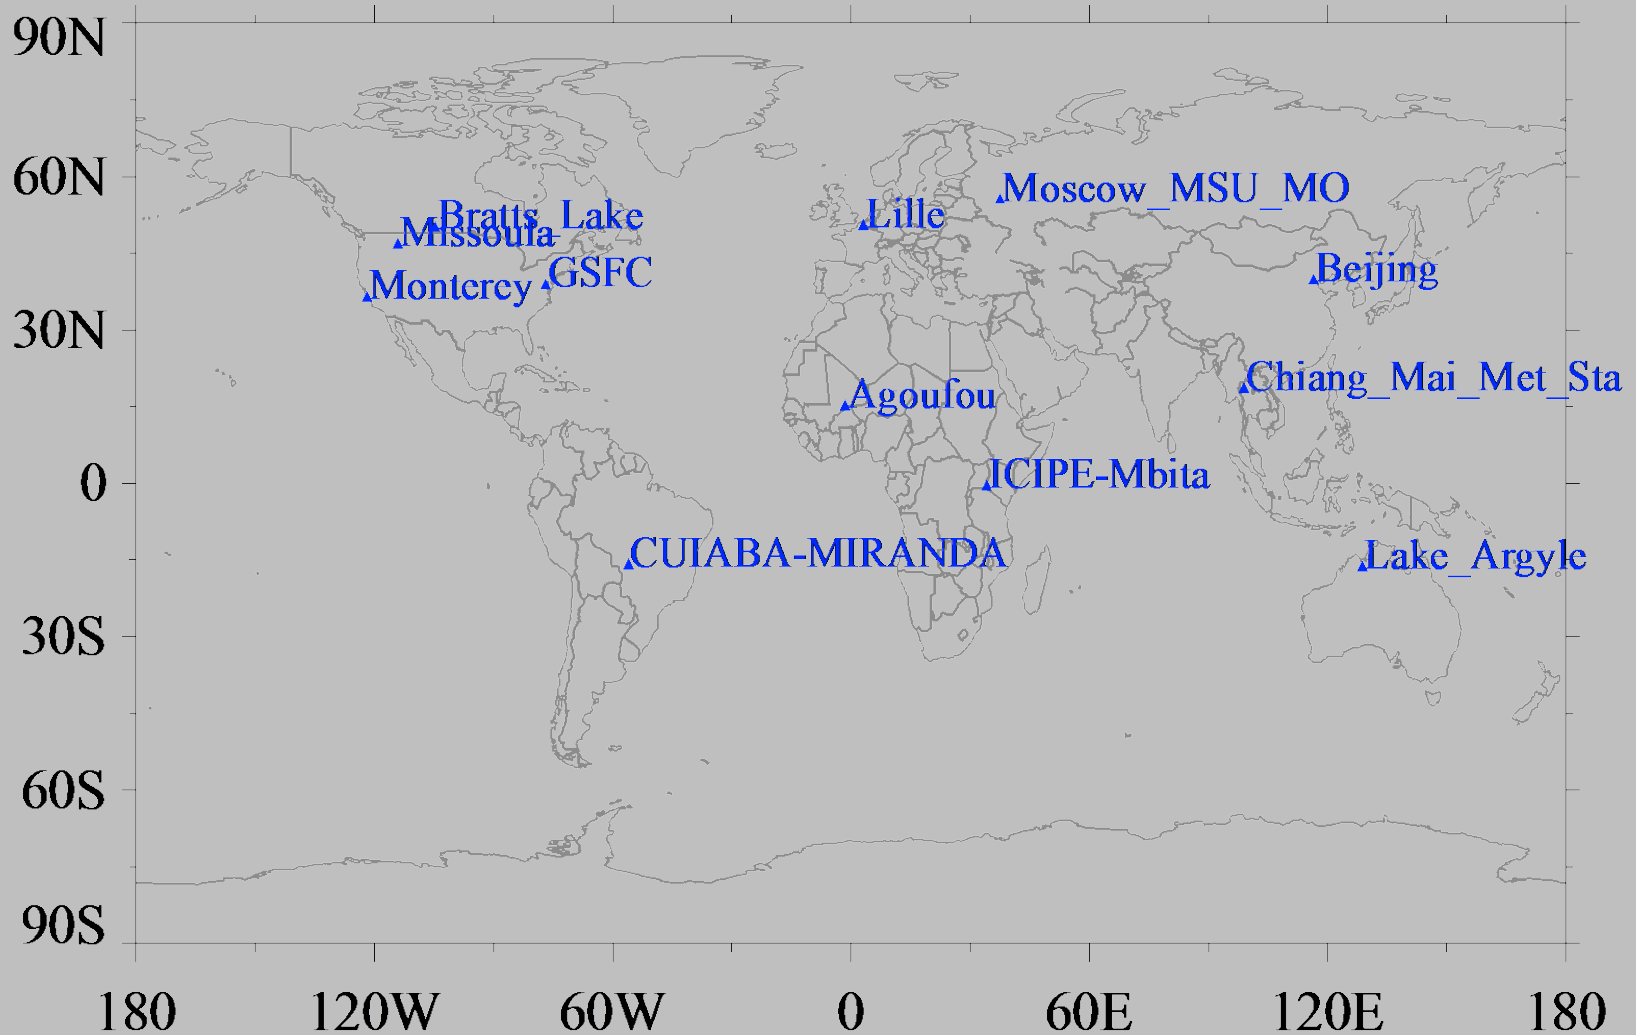 90N
60N
Moscow_MSU_MO
Bratts_Lake
Lille
Missoula
Beijing
GSFC
Monterey
30N
Chiang_Mai_Met_Sta
Agoufou
ICIPE-Mbita
0
CUIABA-MIRANDA
Lake_Argyle
30S
60S
90S
180 120W 60W 0 60E 120E 180